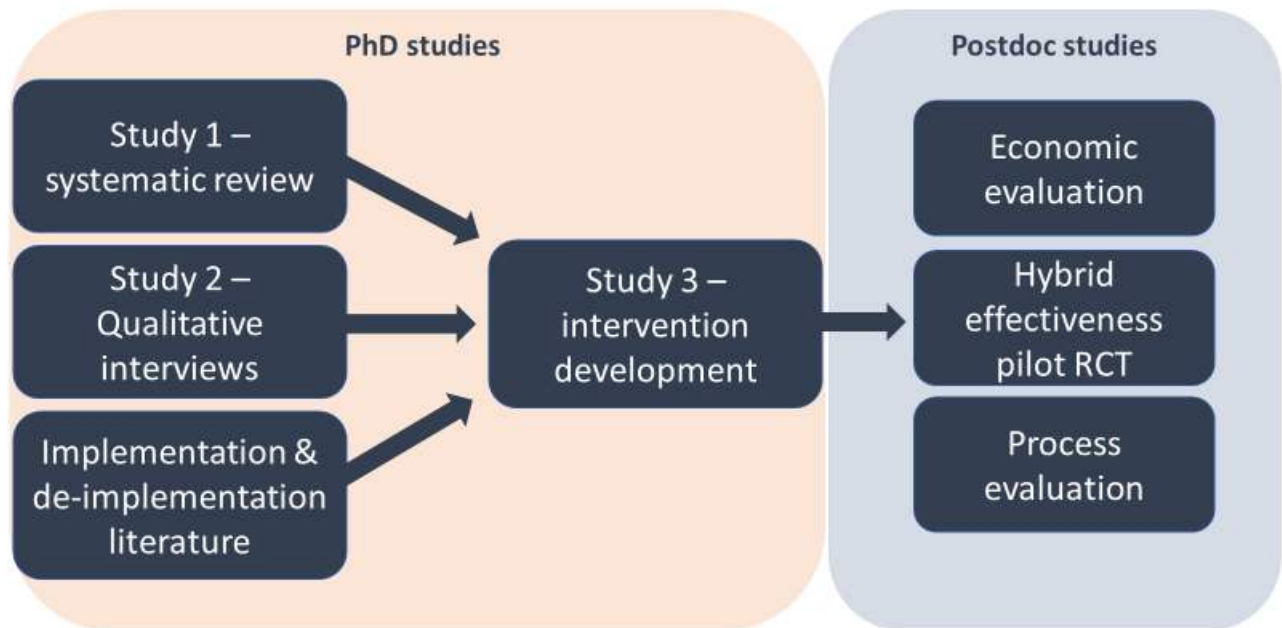 PhD studies
Study 1 –
systematic review
Study 2 –
Qualitative
interviews
Implementation &
de-implementation
literature
Study 3 –
intervention
development
Postdoc studies
Economic
evaluation
Hybrid
effectiveness
pilot RCT
Process
evaluation